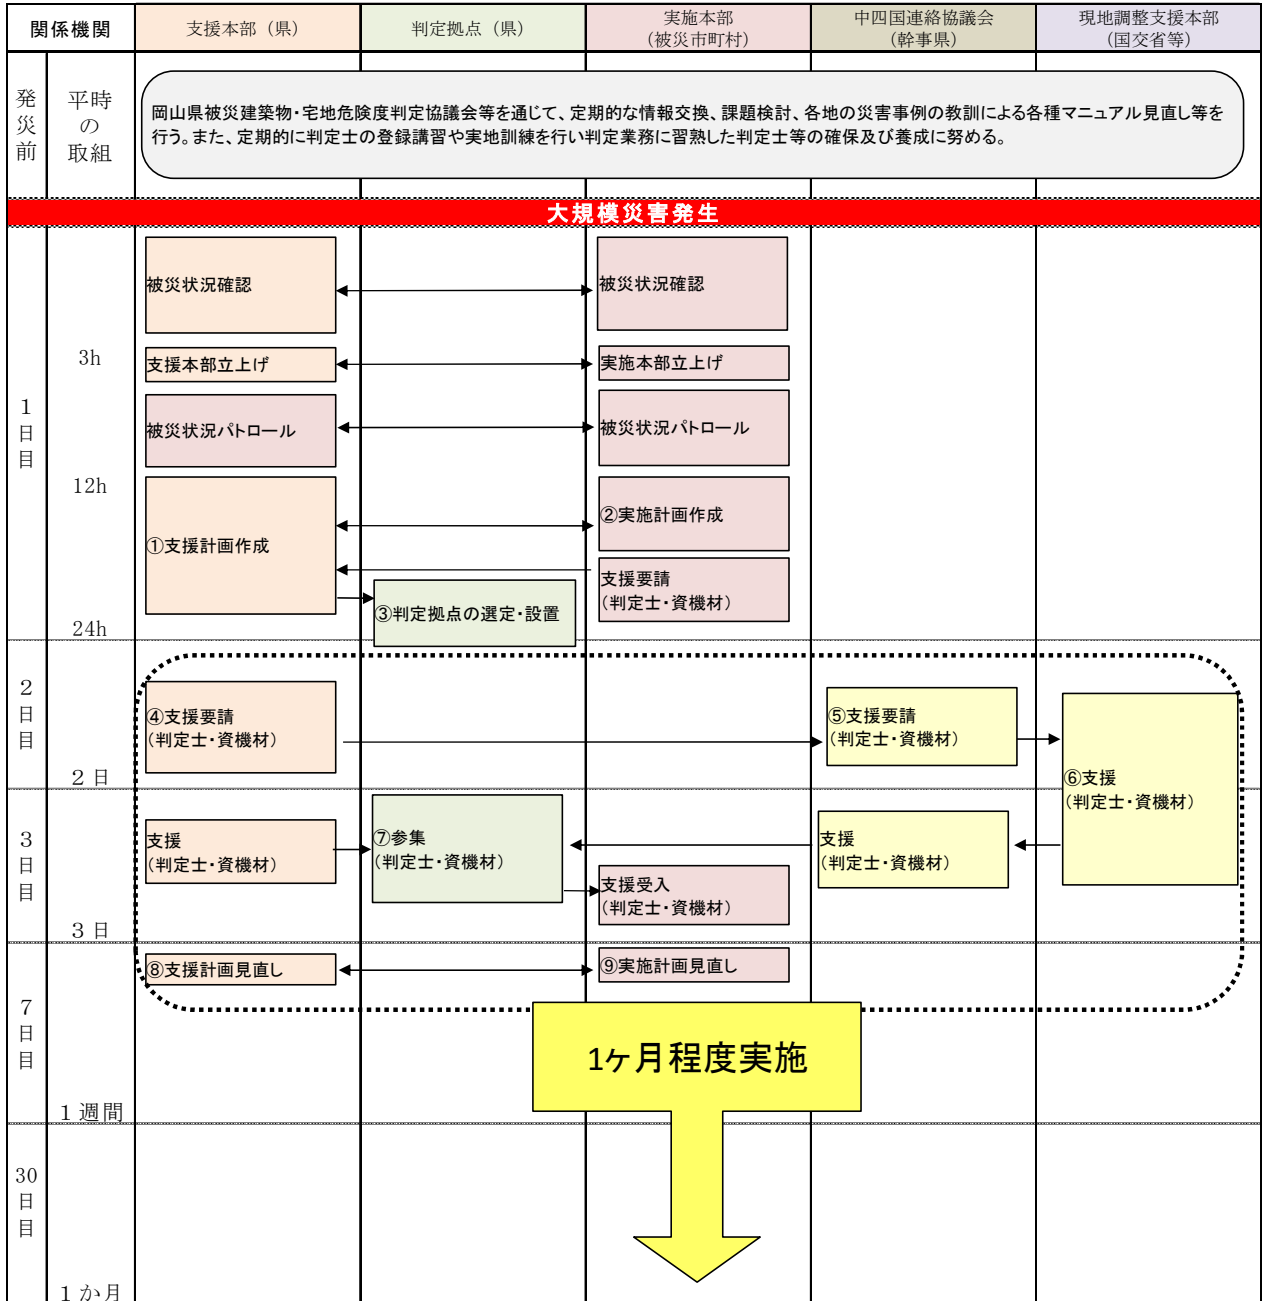 関係機関
支援本部（県）
判定拠点（県）
実施本部
（被災市町村）
中四国連絡協議会
（幹事県）
現地調整支援本部
（国交省等）
発災前
平時
の
取組
岡山県被災建築物・宅地危険度判定協議会等を通じて、定期的な情報交換、課題検討、各地の災害事例の教訓による各種マニュアル見直し等を
行う。また、定期的に判定士の登録講習や実地訓練を行い判定業務に習熟した判定士等の確保及び養成に努める。
大規模災害発生
1日目
被災状況確認
被災状況確認
3h
支援本部立上げ
実施本部立上げ
被災状況パトロール
被災状況パトロール
12h
①支援計画作成
②実施計画作成
支援要請
（判定士・資機材）
③判定拠点の選定・設置
24h
2日目
④支援要請
（判定士・資機材）
⑤支援要請
（判定士・資機材）
⑥支援
（判定士・資機材）
2日
3日目
支援
（判定士・資機材）
⑦参集
（判定士・資機材）
支援
（判定士・資機材）
支援受入
（判定士・資機材）
3日
7日目
⑧支援計画見直し
⑨実施計画見直し
1ヶ月程度実施
1週間
30日目
1か月